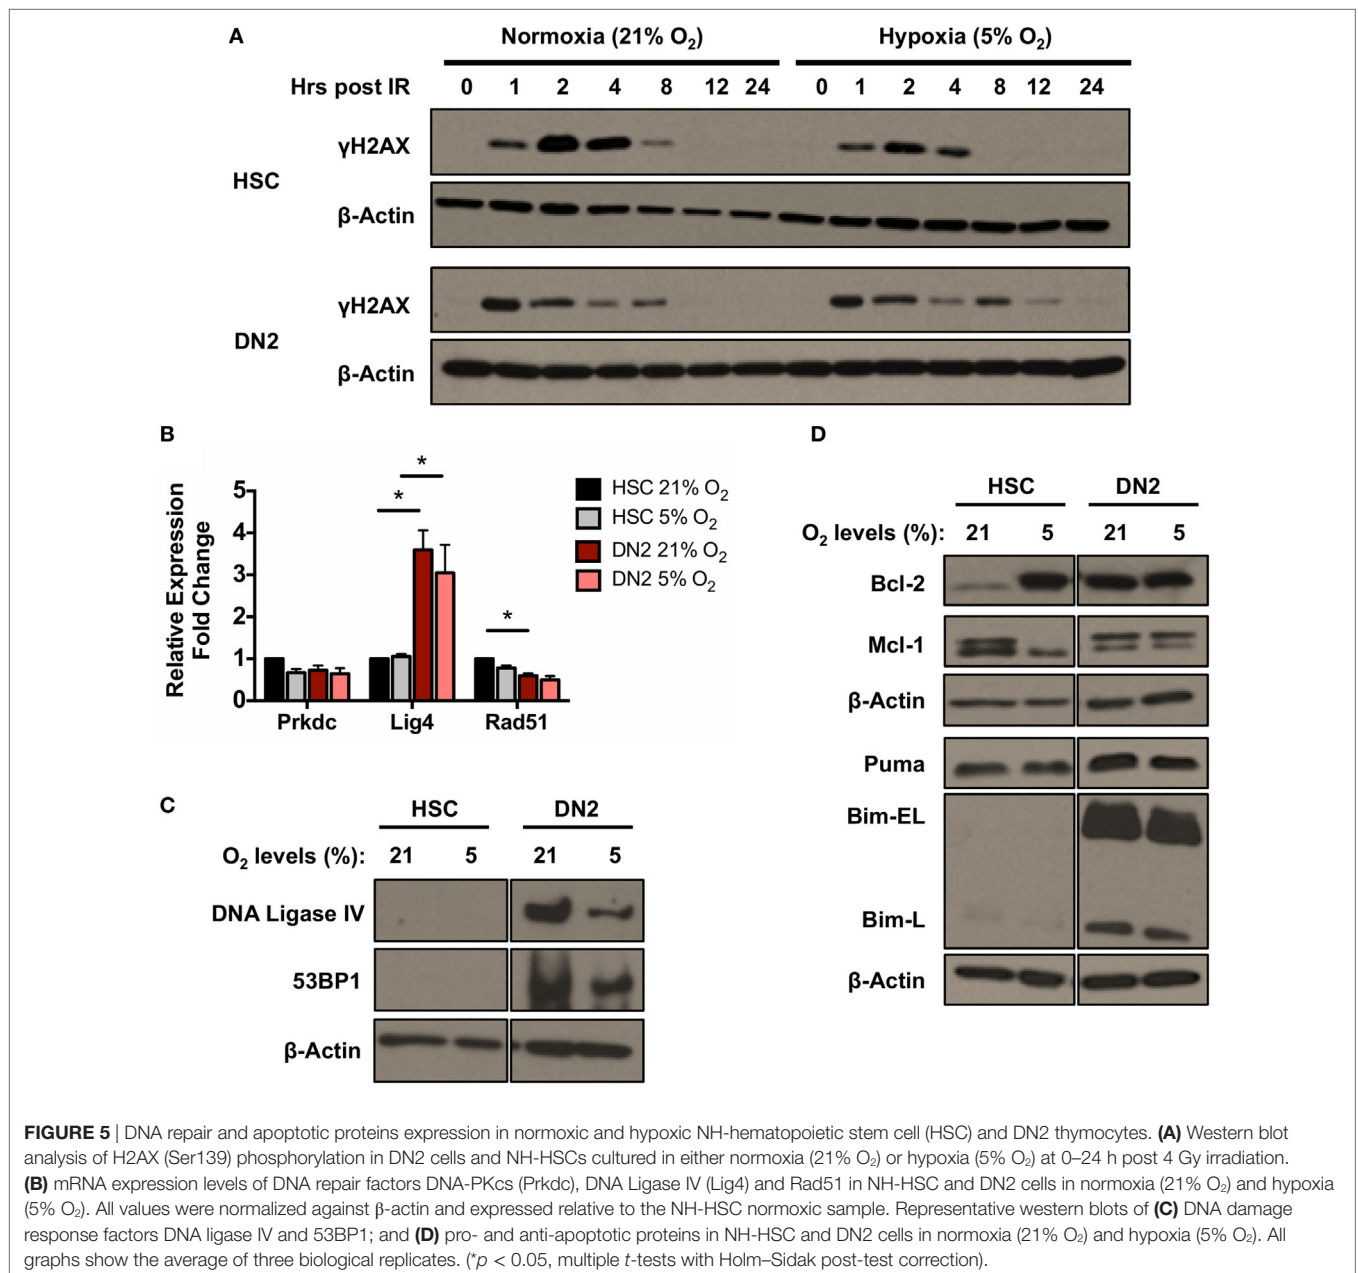 A
Normoxia (21% O₂) Hypoxia (5% O₂)
Hrs post IR 0 1 2 4 8 12 24 0 1 2 4 8 12 24
γH2AX
HSC
β-Actin
γH2AX
DN2
β-Actin
B
Relative Expression
Fold Change
5
4
3
2
1
0
* *
*
Prkdc Lig4 Rad51
HSC 21% O₂
HSC 5% O₂
DN2 21% O₂
DN2 5% O₂
C
HSC DN2
O₂ levels (%): 21 5 21 5
DNA Ligase IV
53BP1
β-Actin
D
HSC DN2
O₂ levels (%): 21 5 21 5
Bcl-2
Mcl-1
β-Actin
Puma
Bim-EL
Bim-L
β-Actin
FIGURE 5 | DNA repair and apoptotic proteins expression in normoxic and hypoxic NH-hematopoietic stem cell (HSC) and DN2 thymocytes. (A) Western blot
analysis of H2AX (Ser139) phosphorylation in DN2 cells and NH-HSCs cultured in either normoxia (21% O₂) or hypoxia (5% O₂) at 0–24 h post 4 Gy irradiation.
(B) mRNA expression levels of DNA repair factors DNA-PKcs (Prkdc), DNA Ligase IV (Lig4) and Rad51 in NH-HSC and DN2 cells in normoxia (21% O₂) and hypoxia
(5% O₂). All values were normalized against β-actin and expressed relative to the NH-HSC normoxic sample. Representative western blots of (C) DNA damage
response factors DNA ligase IV and 53BP1; and (D) pro- and anti-apoptotic proteins in NH-HSC and DN2 cells in normoxia (21% O₂) and hypoxia (5% O₂). All
graphs show the average of three biological replicates. (*p < 0.05, multiple t-tests with Holm–Sidak post-test correction).